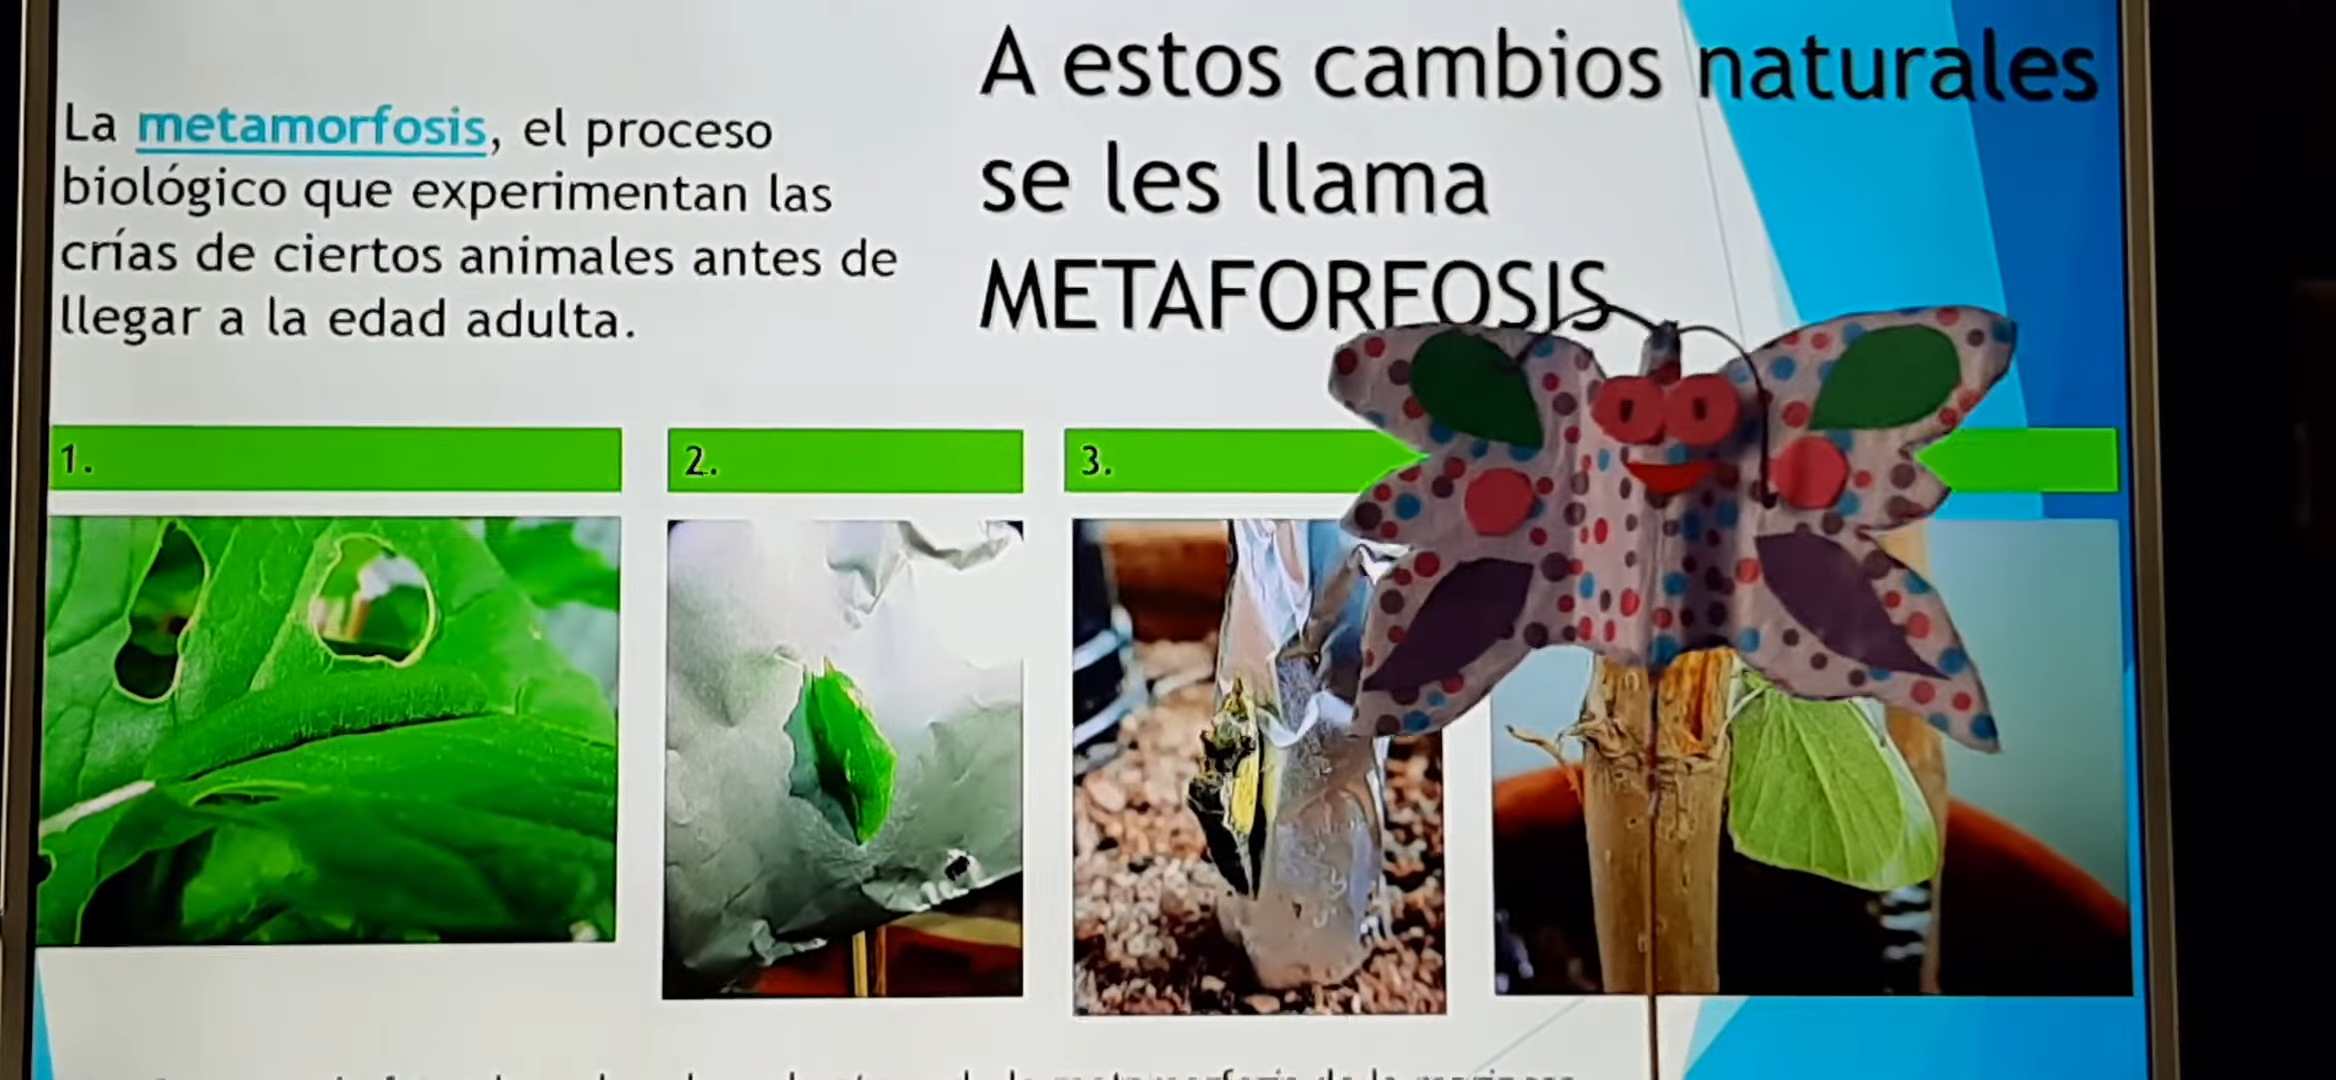 La metamorfosis, el proceso
biológico que experimentan las
crías de ciertos animales antes de
llegar a la edad adulta.
A estos cambios naturales
se les llama
METAFORFOSIS
1.
2.
3.